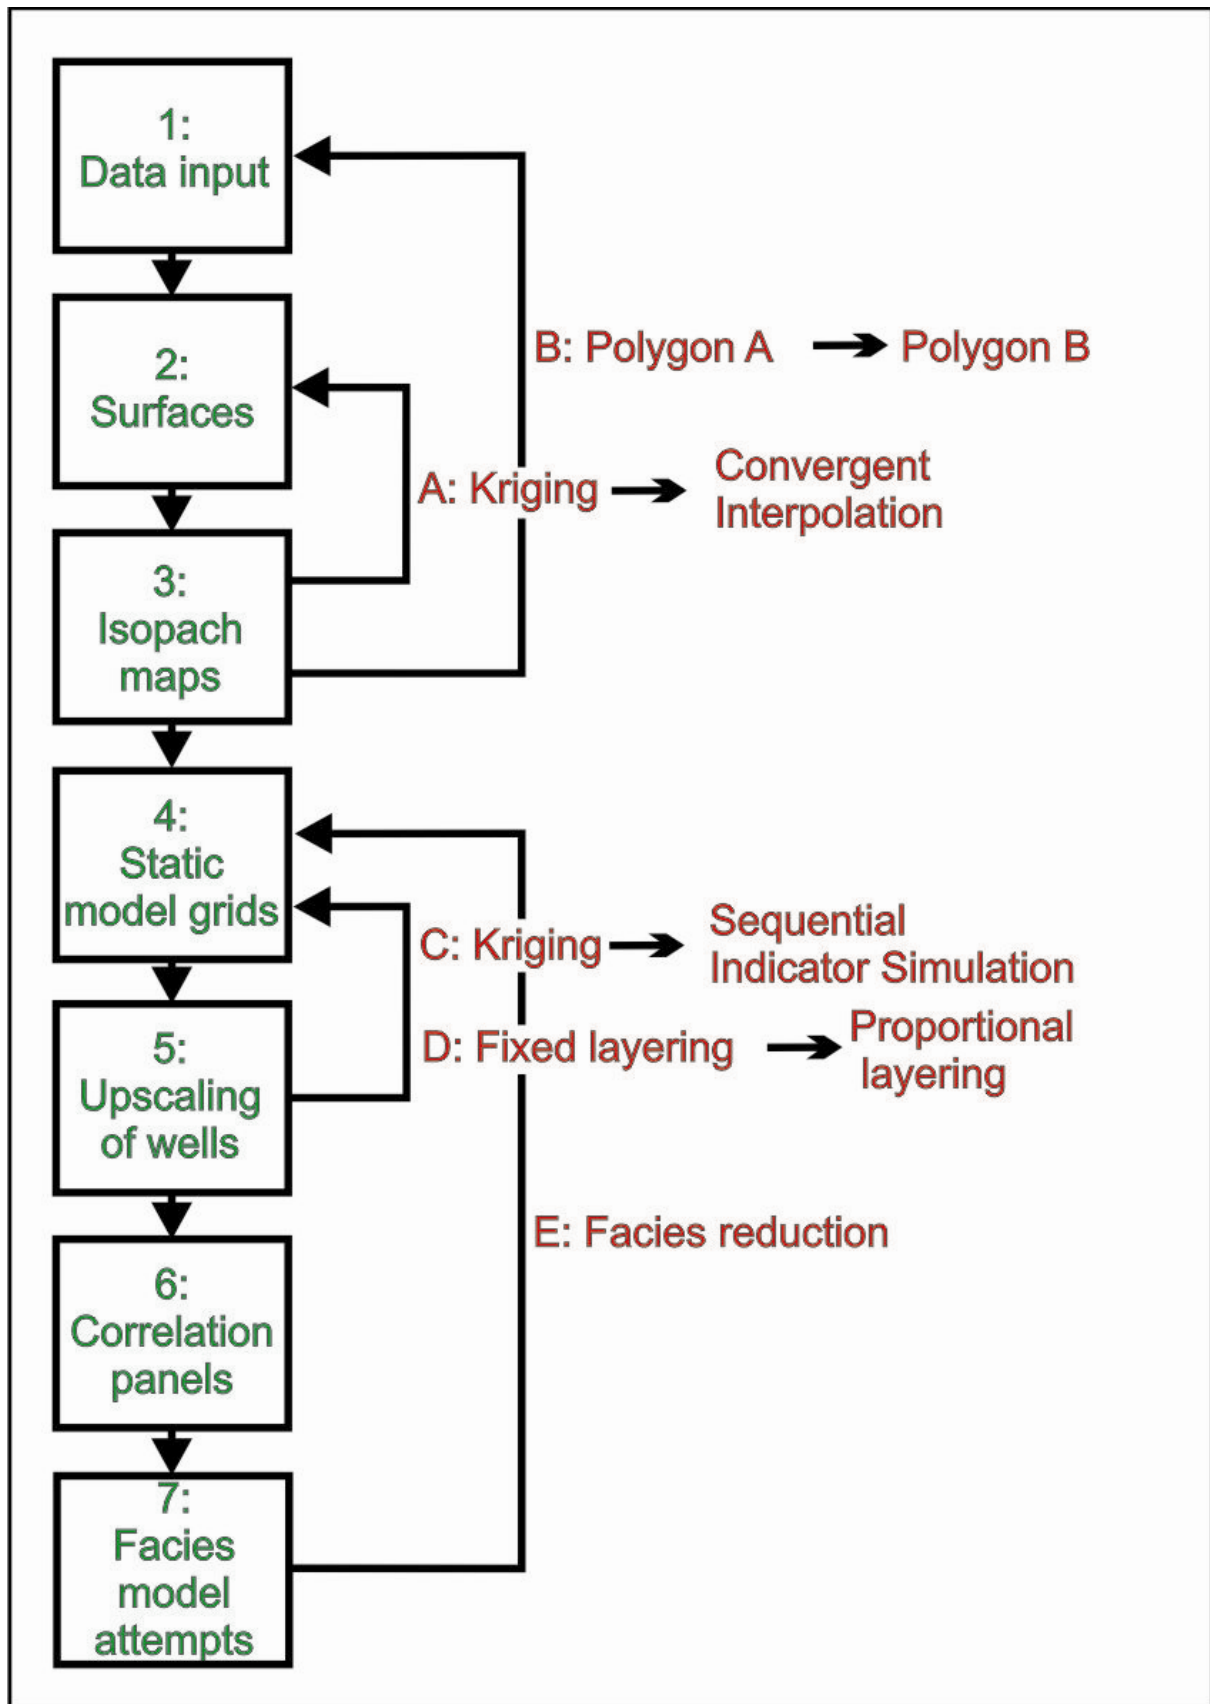 1:
Data input
2:
Surfaces
3:
Isopach
maps
4:
Static
model grids
5:
Upscaling
of wells
6:
Correlation
panels
7:
Facies
model
attempts
B: Polygon A
Polygon B
A: Kriging
Convergent
Interpolation
C: Kriging
Sequential
Indicator Simulation
D: Fixed layering
Proportional
layering
E: Facies reduction